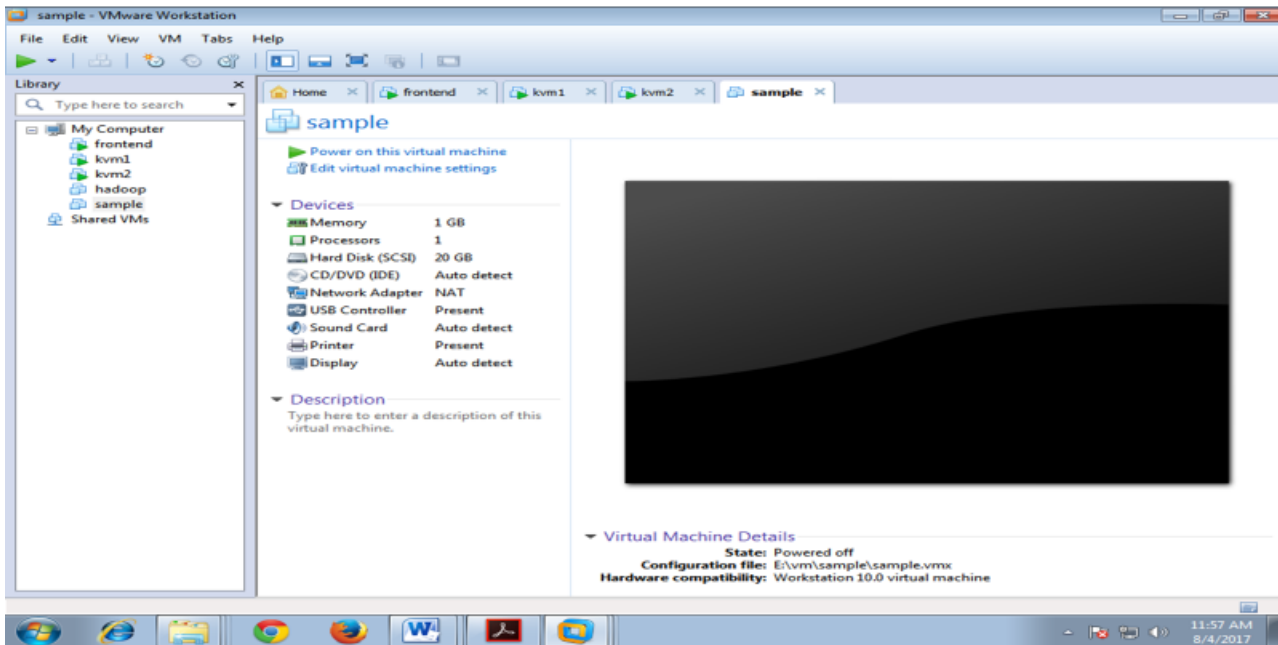 sample - VMware Workstation
File Edit View VM Tabs Help
Library
Type here to search
My Computer
frontend
kvm1
kvm2
hadoop
sample
Shared VMs
Home frontend kvm1 kvm2 sample
sample
Power on this virtual machine
Edit virtual machine settings
Devices
Memory 1 GB
Processors 1
Hard Disk (SCSI) 20 GB
CD/DVD (IDE) Auto detect
Network Adapter NAT
USB Controller Present
Sound Card Auto detect
Printer Present
Display Auto detect
Description
Type here to enter a description of this
virtual machine.
Virtual Machine Details
State: Powered off
Configuration file: E:\vm\sample\sample.vmx
Hardware compatibility: Workstation 10.0 virtual machine
11:57 AM
8/4/2017